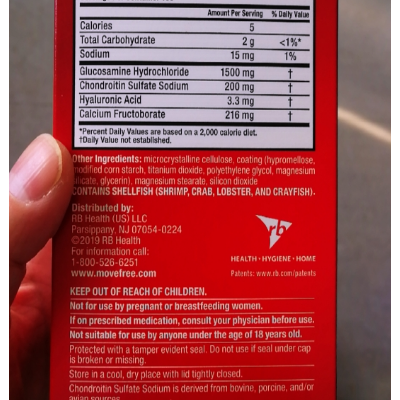 Amount Per Serving % Daily Value
Calories 5
Total Carbohydrate 2 g <1%*
Sodium 15 mg 1%
Glucosamine Hydrochloride 1500 mg †
Chondroitin Sulfate Sodium 200 mg †
Hyaluronic Acid 3.3 mg †
Calcium Fructoborate 216 mg †
*Percent Daily Values are based on a 2,000 calorie diet.
†Daily Value not established.
Other Ingredients: microcrystalline cellulose, coating (hypromellose,
modified corn starch, titanium dioxide, polyethylene glycol, magnesium
silicate, glycerin), magnesium stearate, silicon dioxide
CONTAINS SHELLFISH (SHRIMP, CRAB, LOBSTER, AND CRAYFISH).
Distributed by:
RB Health (US) LLC
Parsippany, NJ 07054-0224
©2019 RB Health
For information call:
1-800-526-6251
www.movefree.com
rb
HEALTH • HYGIENE • HOME
Patents: www.rb.com/patents
KEEP OUT OF REACH OF CHILDREN.
Not for use by pregnant or breastfeeding women.
If on prescribed medication, consult your physician before use.
Not suitable for use by anyone under the age of 18 years old.
Protected with a tamper evident seal. Do not use if seal under cap
is broken or missing.
Store in a cool, dry place with lid tightly closed.
Chondroitin Sulfate Sodium is derived from bovine, porcine, and/or
avian sources